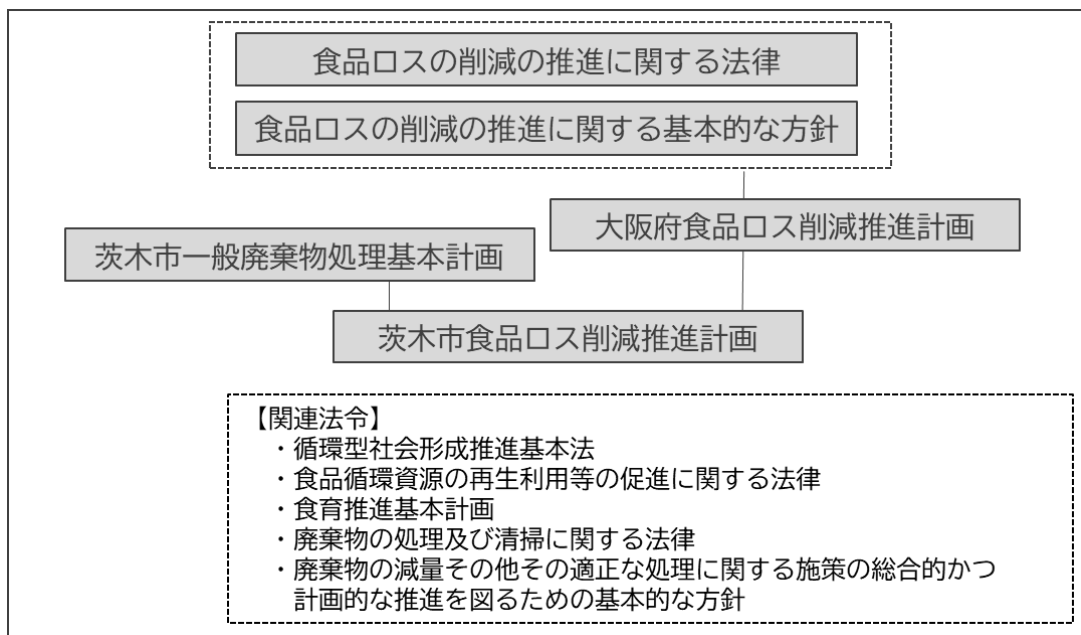 食品ロスの削減の推進に関する法律
食品ロスの削減の推進に関する基本的な方針
大阪府食品ロス削減推進計画
茨木市一般廃棄物処理基本計画
茨木市食品ロス削減推進計画
【関連法令】
・循環型社会形成推進基本法
・食品循環資源の再生利用等の促進に関する法律
・食育推進基本計画
・廃棄物の処理及び清掃に関する法律
・廃棄物の減量その他その適正な処理に関する施策の総合的かつ
計画的な推進を図るための基本的な方針